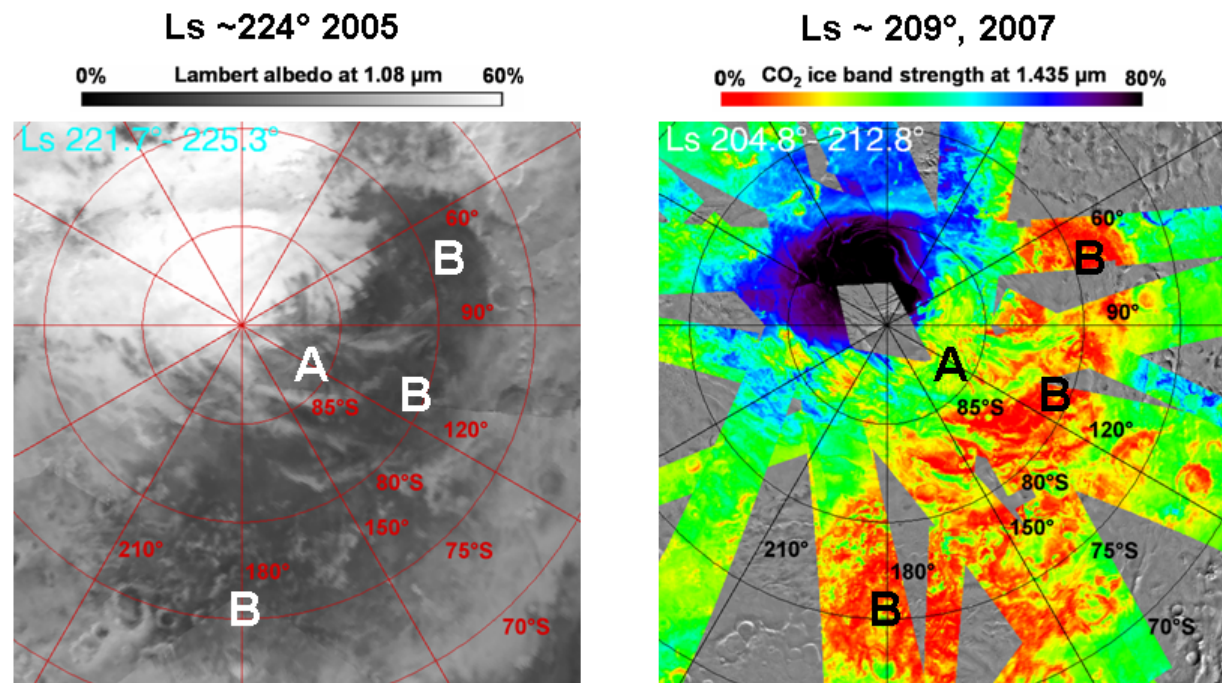 Ls ~224° 2005
0% Lambert albedo at 1.08 µm 60%
Ls 221.7° - 225.3°
60°
B
90°
A
B
85°S
120°
80°S
150°
210°
75°S
180°
B
70°S
Ls ~ 209°, 2007
0% CO₂ ice band strength at 1.435 µm 80%
Ls 204.8° - 212.8°
60°
B
90°
A
B
85°S
120°
80°S
150°
210°
75°S
180°
B
70°S